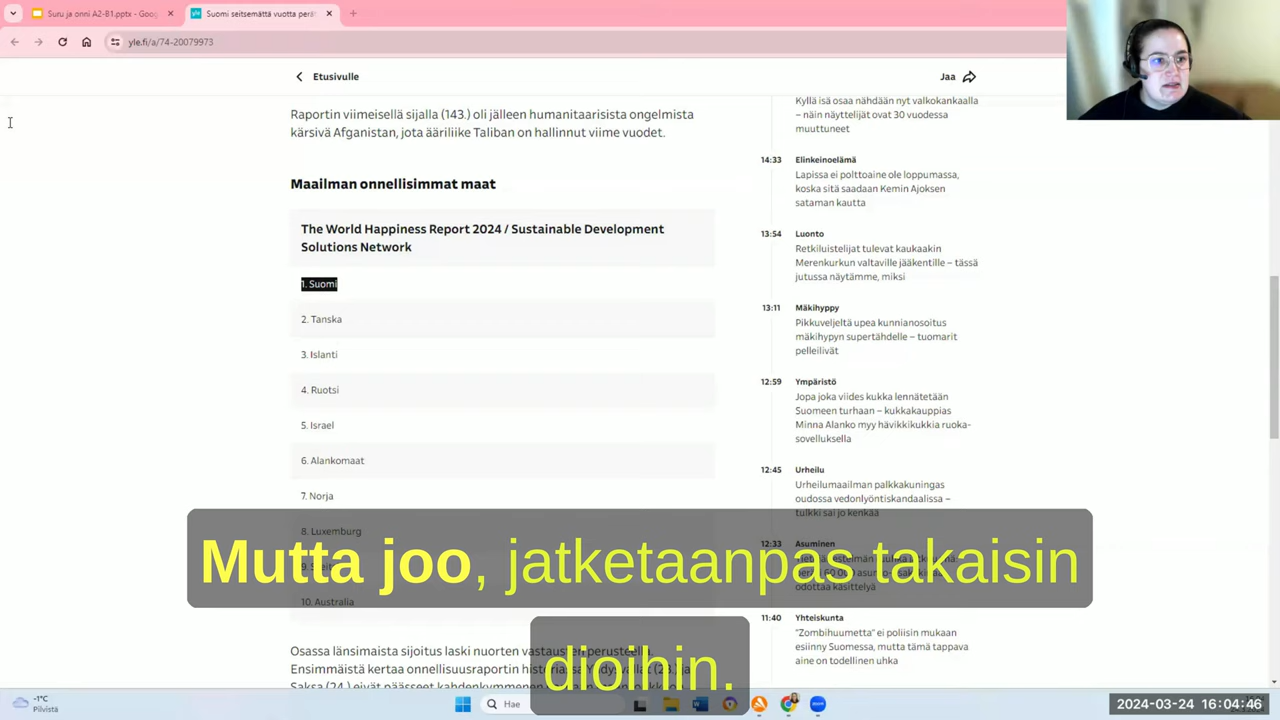 Suru ja onni A2-B1.pptx - Goog
Suomi seitsemättä vuotta perät
yle.fi/a/74-20079973
Etusivulle
Jaa
Raportin viimeisellä sijalla (143.) oli jälleen humanitaarisista ongelmista
kärsivä Afganistan, jota ääriliike Taliban on hallinnut viime vuodet.
Maailman onnellisimmat maat
The World Happiness Report 2024 / Sustainable Development
Solutions Network
1. Suomi
2. Tanska
3. Islanti
4. Ruotsi
5. Israel
6. Alankomaat
7. Norja
8. Luxemburg
10. Australia
Osassa länsimaista sijoitus laski nuorten vastausten perusteella.
Ensimmäistä kertaa onnellisuusraportin
Saksa (24.) eivät päässeet kahdenkymmenen
Kyllä isä osaa nähdään nyt valkokankaalla
– näin näyttelijät ovat 30 vuodessa
muuttuneet
14:33 Elinkeinoelämä
Lapissa ei polttoaine ole loppumassa,
koska sitä saadaan Kemin Ajoksen
sataman kautta
13:54 Luonto
Retkiluistelijat tulevat kaukaakin
Merenkurkun valtaville jääkentille – tässä
jutussa näytämme, miksi
13:11 Mäkihyppy
Pikkuveljeltä upea kunnianosoitus
mäkihypyn supertähdelle – tuomarit
pelleilivät
12:59 Ympäristö
Jopa joka viides kukka lennätetään
Suomeen turhaan – kukkakauppias
Minna Alanko myy hävikkikukkia ruoka-
sovelluksella
12:45 Urheilu
Urheilumaailman palkkakuningas
oudossa vedonlyöntiskandaalissa –
tulkki sai jo kenkää
12:33 Asuminen
odottaa käsittelyä
11:40 Yhteiskunta
"Zombihuumetta" ei poliisin mukaan
esiinny Suomessa, mutta tämä tappava
aine on todellinen uhka
Mutta joo, jatketaanpas takaisin
dioihin.
-1°C
Pilvistä
Hae
zoom
2024-03-24 16:04:46